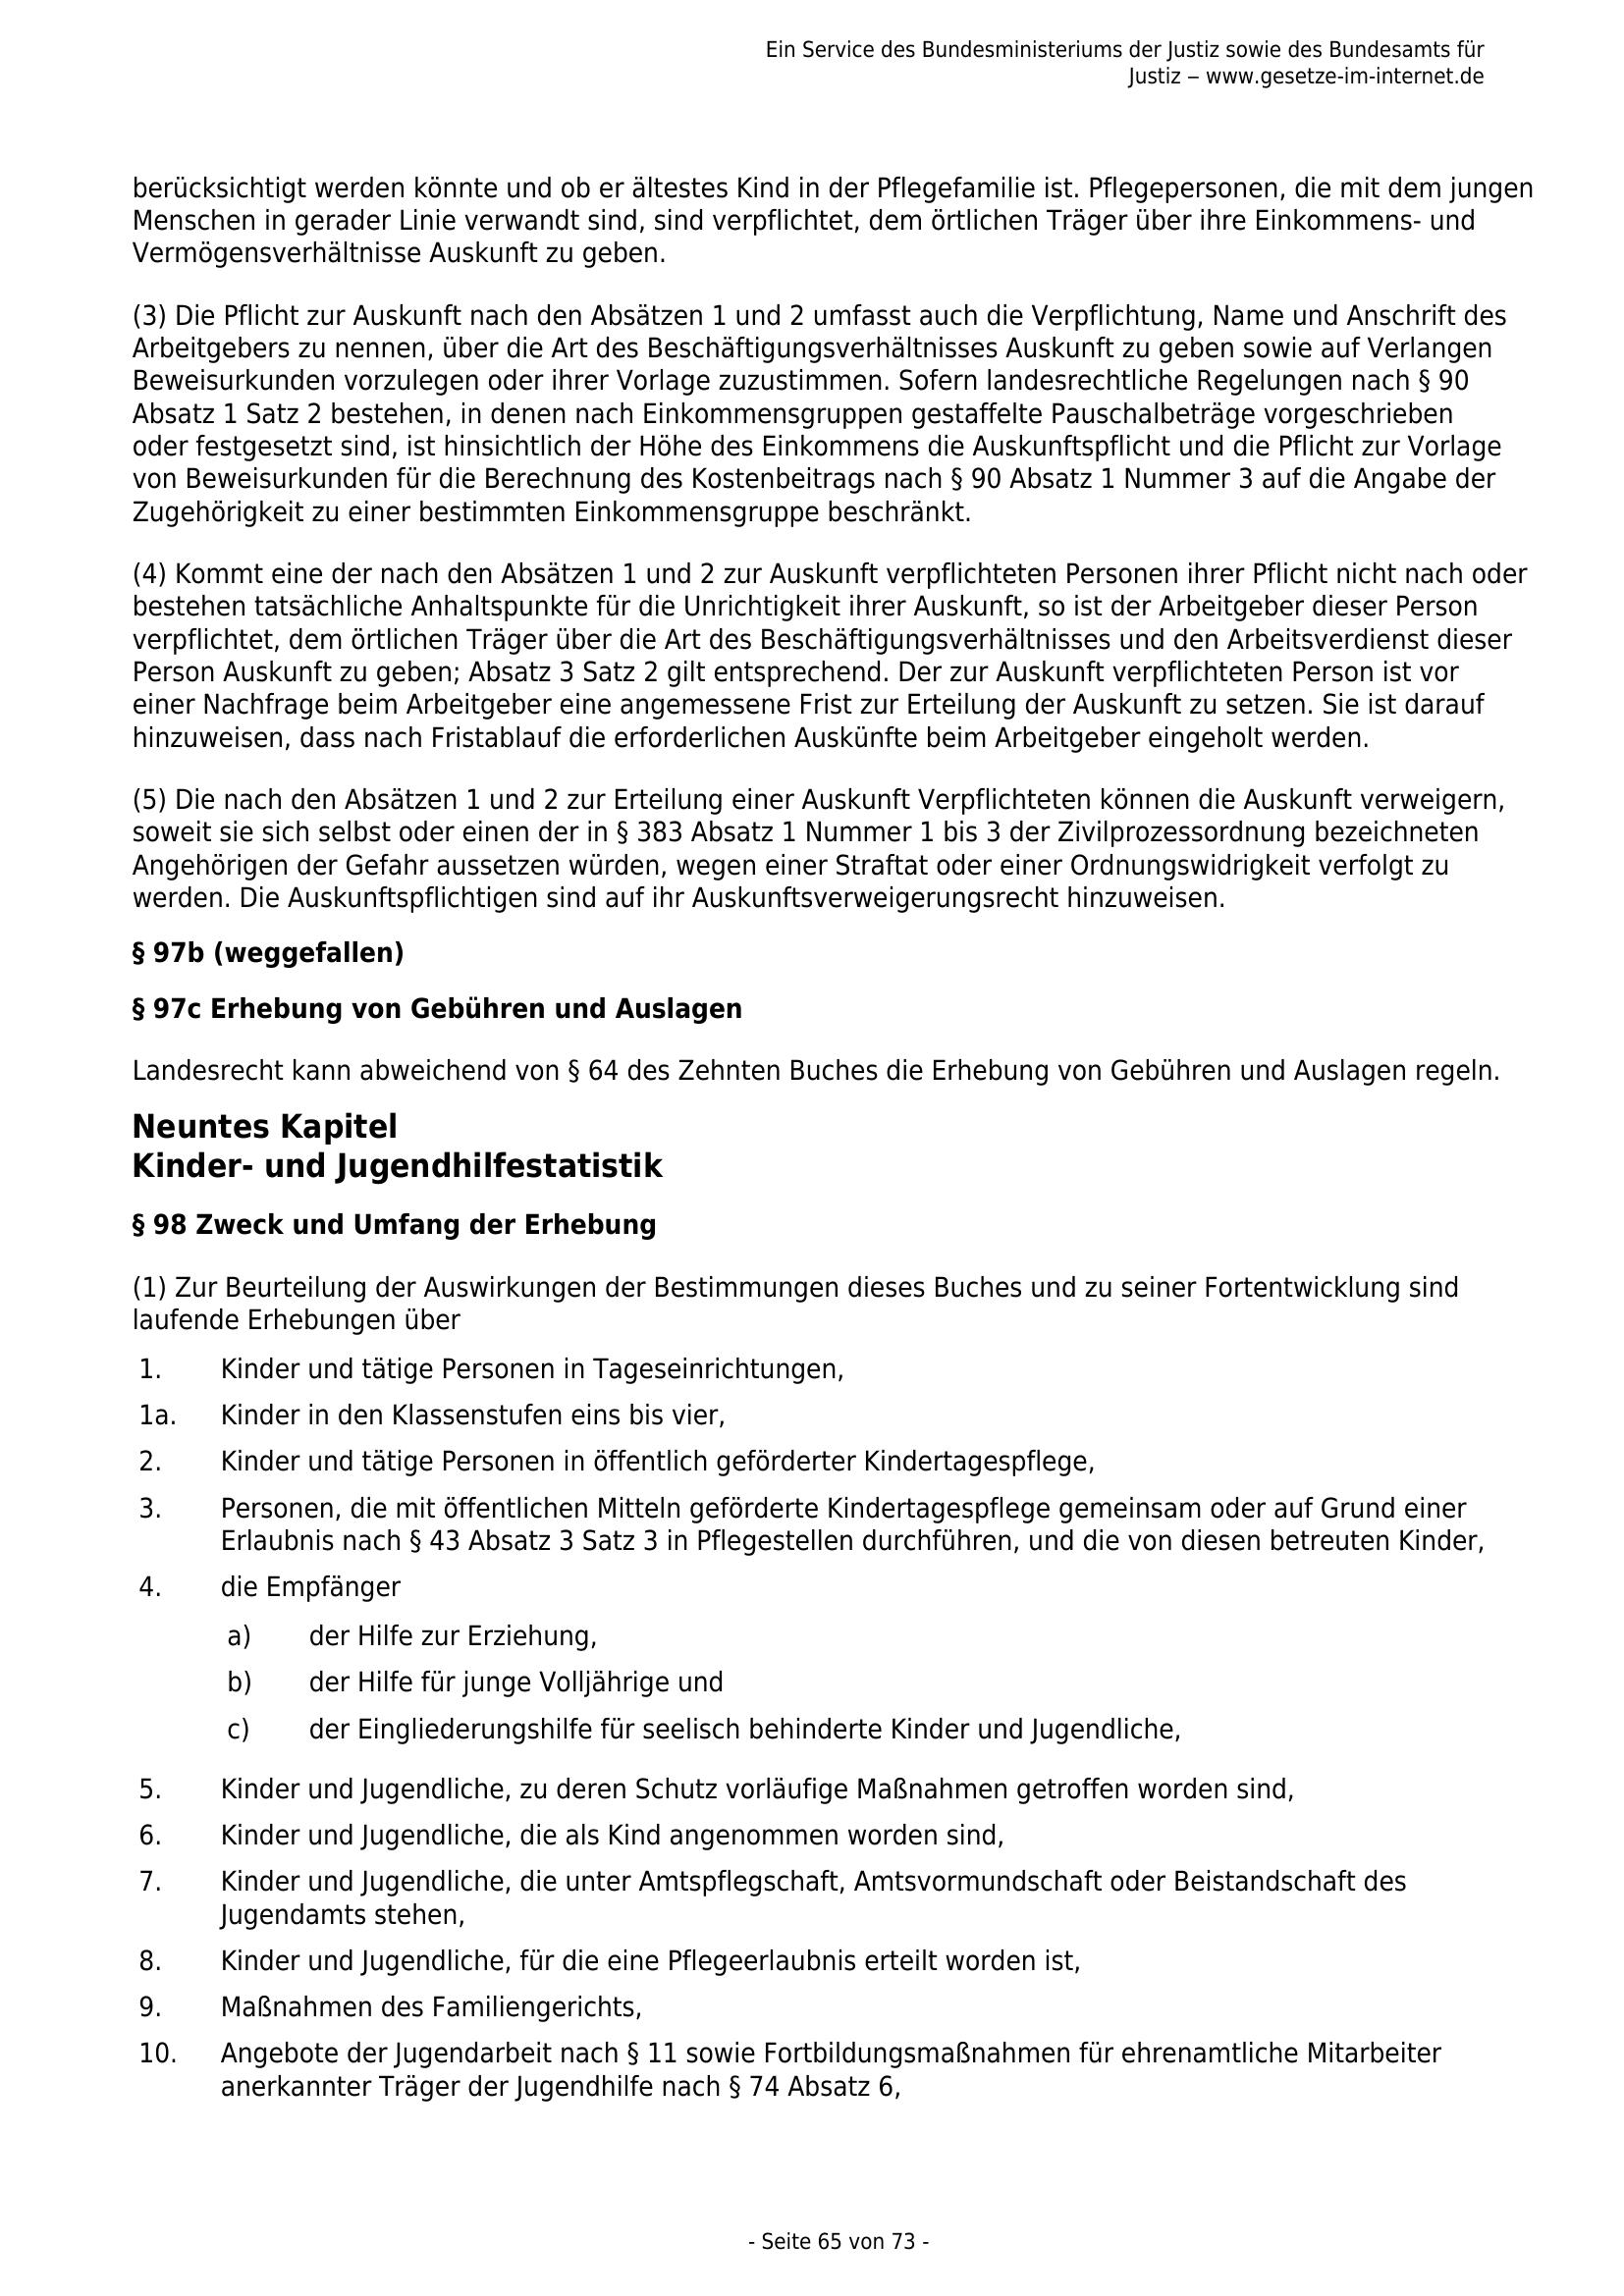 Ein Service des Bundesministeriums der Justiz sowie des Bundesamts für
Justiz ‒ www.gesetze-im-internet.de
berücksichtigt werden könnte und ob er ältestes Kind in der Pflegefamilie ist. Pflegepersonen, die mit dem jungen
Menschen in gerader Linie verwandt sind, sind verpflichtet, dem örtlichen Träger über ihre Einkommens- und
Vermögensverhältnisse Auskunft zu geben.
(3) Die Pflicht zur Auskunft nach den Absätzen 1 und 2 umfasst auch die Verpflichtung, Name und Anschrift des
Arbeitgebers zu nennen, über die Art des Beschäftigungsverhältnisses Auskunft zu geben sowie auf Verlangen
Beweisurkunden vorzulegen oder ihrer Vorlage zuzustimmen. Sofern landesrechtliche Regelungen nach § 90
Absatz 1 Satz 2 bestehen, in denen nach Einkommensgruppen gestaffelte Pauschalbeträge vorgeschrieben
oder festgesetzt sind, ist hinsichtlich der Höhe des Einkommens die Auskunftspflicht und die Pflicht zur Vorlage
von Beweisurkunden für die Berechnung des Kostenbeitrags nach § 90 Absatz 1 Nummer 3 auf die Angabe der
Zugehörigkeit zu einer bestimmten Einkommensgruppe beschränkt.
(4) Kommt eine der nach den Absätzen 1 und 2 zur Auskunft verpflichteten Personen ihrer Pflicht nicht nach oder
bestehen tatsächliche Anhaltspunkte für die Unrichtigkeit ihrer Auskunft, so ist der Arbeitgeber dieser Person
verpflichtet, dem örtlichen Träger über die Art des Beschäftigungsverhältnisses und den Arbeitsverdienst dieser
Person Auskunft zu geben; Absatz 3 Satz 2 gilt entsprechend. Der zur Auskunft verpflichteten Person ist vor
einer Nachfrage beim Arbeitgeber eine angemessene Frist zur Erteilung der Auskunft zu setzen. Sie ist darauf
hinzuweisen, dass nach Fristablauf die erforderlichen Auskünfte beim Arbeitgeber eingeholt werden.
(5) Die nach den Absätzen 1 und 2 zur Erteilung einer Auskunft Verpflichteten können die Auskunft verweigern,
soweit sie sich selbst oder einen der in § 383 Absatz 1 Nummer 1 bis 3 der Zivilprozessordnung bezeichneten
Angehörigen der Gefahr aussetzen würden, wegen einer Straftat oder einer Ordnungswidrigkeit verfolgt zu
werden. Die Auskunftspflichtigen sind auf ihr Auskunftsverweigerungsrecht hinzuweisen.
§ 97b (weggefallen)
§ 97c Erhebung von Gebühren und Auslagen
Landesrecht kann abweichend von § 64 des Zehnten Buches die Erhebung von Gebühren und Auslagen regeln.
Neuntes Kapitel
Kinder- und Jugendhilfestatistik
§ 98 Zweck und Umfang der Erhebung
(1) Zur Beurteilung der Auswirkungen der Bestimmungen dieses Buches und zu seiner Fortentwicklung sind
laufende Erhebungen über
1. Kinder und tätige Personen in Tageseinrichtungen,
1a. Kinder in den Klassenstufen eins bis vier,
2. Kinder und tätige Personen in öffentlich geförderter Kindertagespflege,
3. Personen, die mit öffentlichen Mitteln geförderte Kindertagespflege gemeinsam oder auf Grund einer
Erlaubnis nach § 43 Absatz 3 Satz 3 in Pflegestellen durchführen, und die von diesen betreuten Kinder,
4. die Empfänger
a) der Hilfe zur Erziehung,
b) der Hilfe für junge Volljährige und
c) der Eingliederungshilfe für seelisch behinderte Kinder und Jugendliche,
5. Kinder und Jugendliche, zu deren Schutz vorläufige Maßnahmen getroffen worden sind,
6. Kinder und Jugendliche, die als Kind angenommen worden sind,
7. Kinder und Jugendliche, die unter Amtspflegschaft, Amtsvormundschaft oder Beistandschaft des
Jugendamts stehen,
8. Kinder und Jugendliche, für die eine Pflegeerlaubnis erteilt worden ist,
9. Maßnahmen des Familiengerichts,
10. Angebote der Jugendarbeit nach § 11 sowie Fortbildungsmaßnahmen für ehrenamtliche Mitarbeiter
anerkannter Träger der Jugendhilfe nach § 74 Absatz 6,
- Seite 65 von 73 -